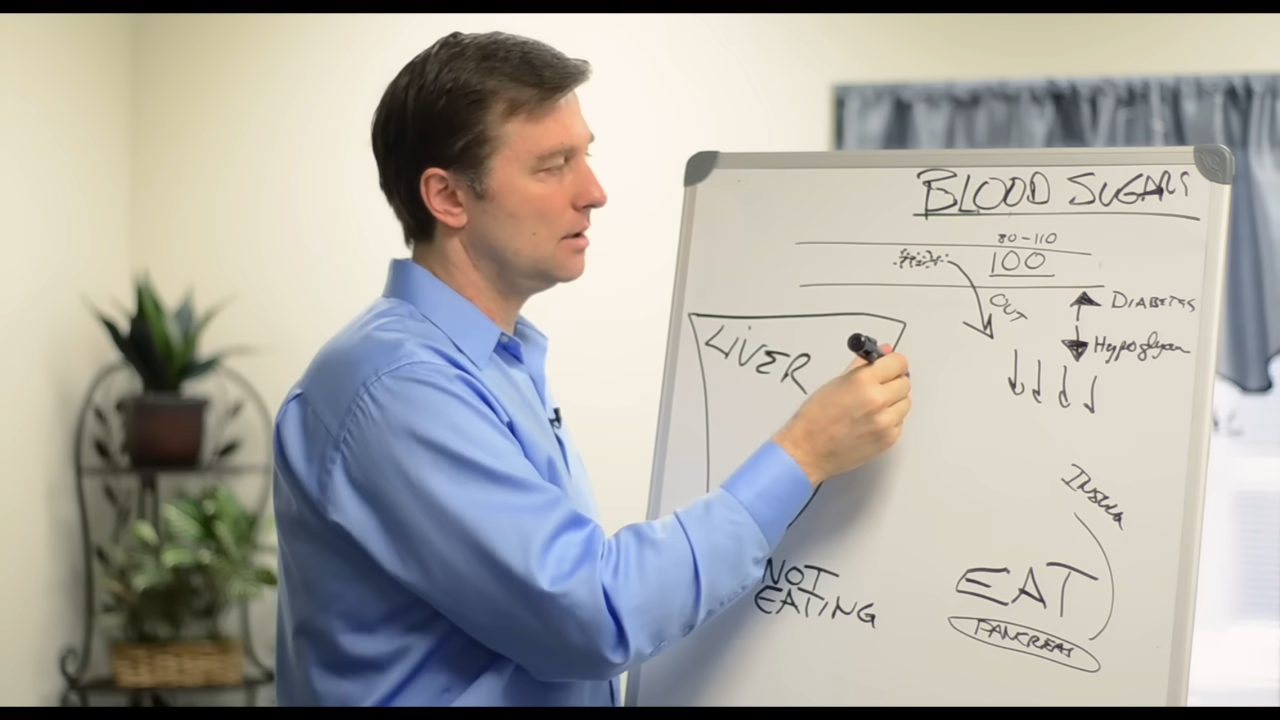 BLOOD SUGARS
80-110
100
OUT
DIABETES
LIVER
NOT
EATING
EAT
PANCREAS